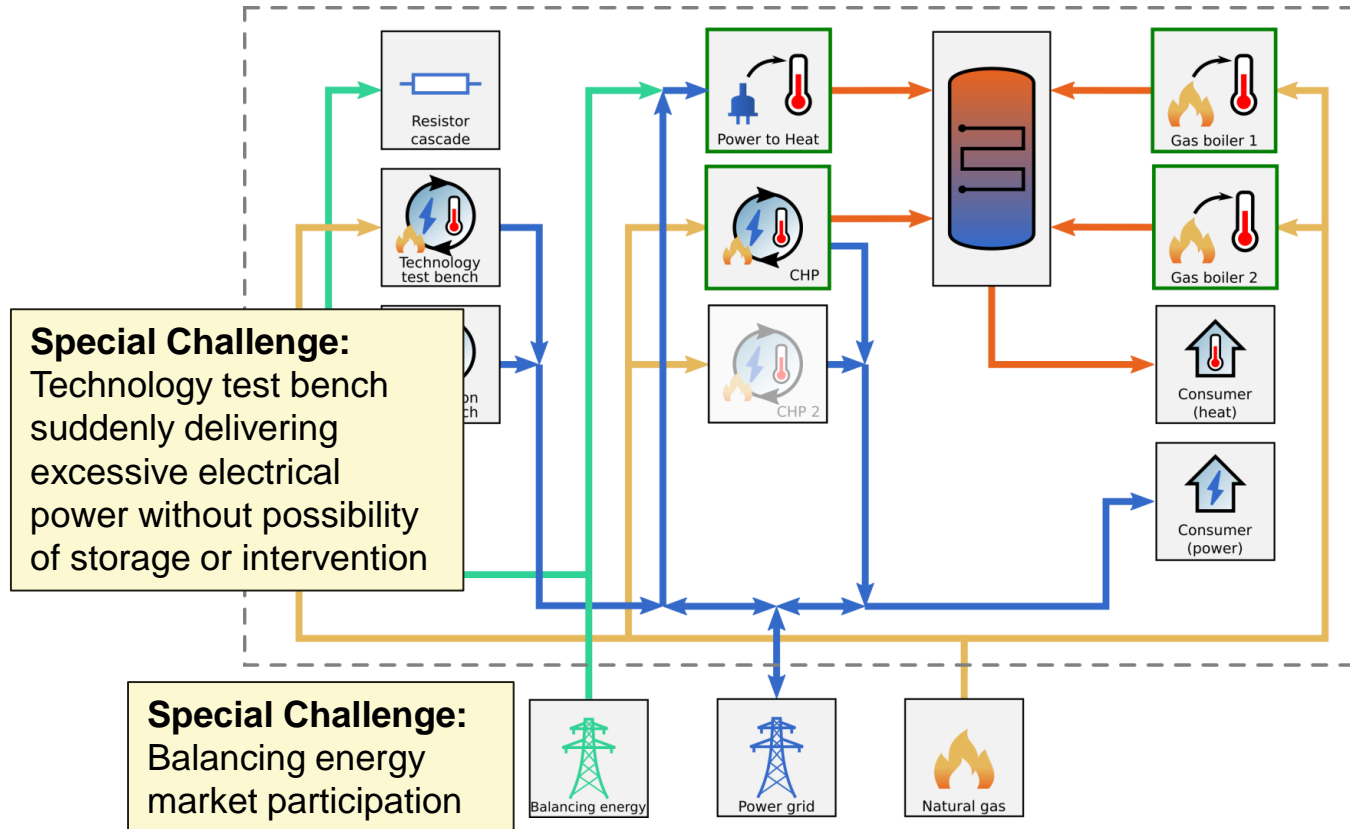 Resistor
cascade
Power to Heat
Gas boiler 1
Technology
test bench
CHP
Gas boiler 2
Special Challenge:
Technology test bench
suddenly delivering
excessive electrical
power without possibility
of storage or intervention
CHP 2
Consumer
(heat)
Consumer
(power)
Special Challenge:
Balancing energy
market participation
Balancing energy
Power grid
Natural gas